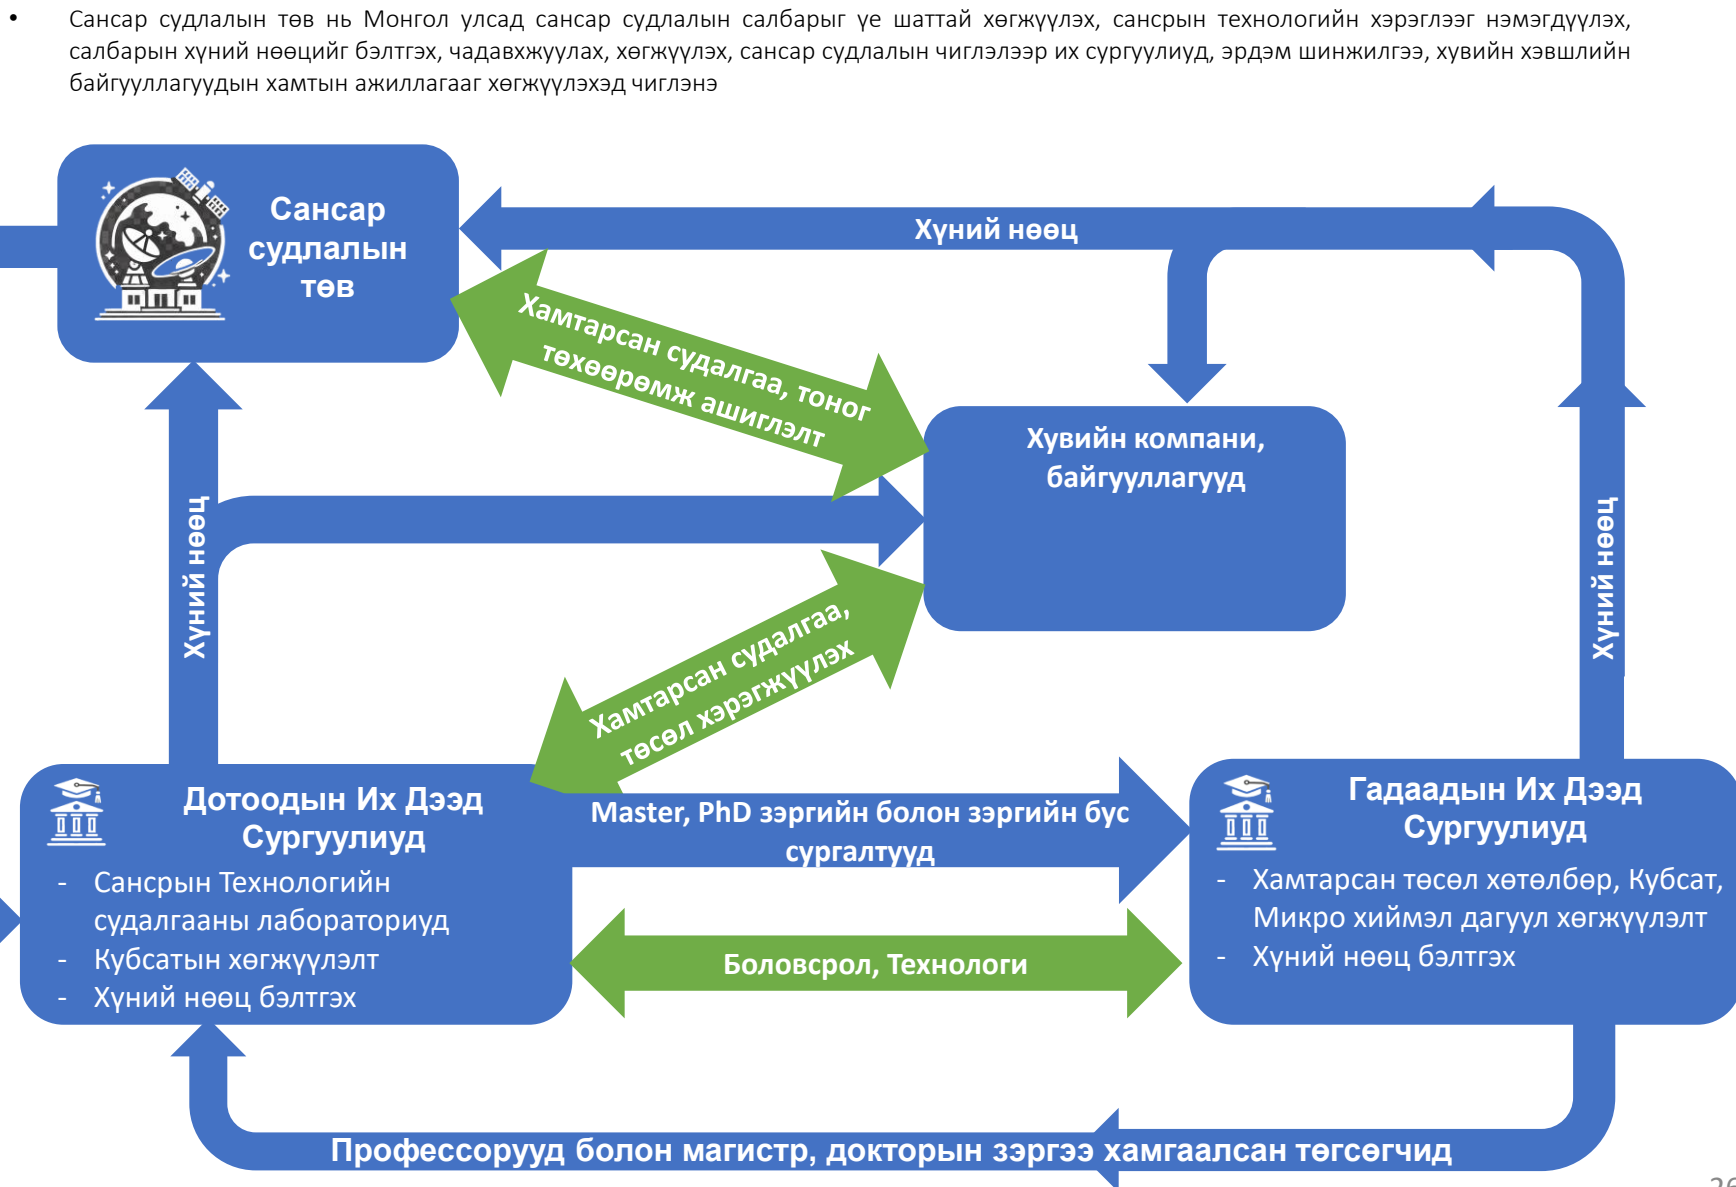 • Сансар судлалын төв нь Монгол улсад сансар судлалын салбарыг үе шаттай хөгжүүлэх, сансрын технологийн хэрэглээг нэмэгдүүлэх,
салбарын хүний нөөцийг бэлтгэх, чадавхжуулах, хөгжүүлэх, сансар судлалын чиглэлээр их сургуулиуд, эрдэм шинжилгээ, хувийн хэвшлийн
байгууллагуудын хамтын ажиллагааг хөгжүүлэхэд чиглэнэ
Сансар
судлалын
төв
Хүний нөөц
Хамтарсан судалгаа, тоног
төхөөрөмж ашиглалт
Хувийн компани,
байгууллагууд
Хүний нөөц
Хүний нөөц
Хамтарсан судалгаа,
төсөл хэрэгжүүлэх
Дотоодын Их Дээд
Сургуулиуд
- Сансрын Технологийн
судалгааны лабораториуд
- Кубсатын хөгжүүлэлт
- Хүний нөөц бэлтгэх
Master, PhD зэргийн болон зэргийн бус
сургалтууд
Боловсрол, Технологи
Гадаадын Их Дээд
Сургуулиуд
- Хамтарсан төсөл хөтөлбөр, Кубсат,
Микро хиймэл дагуул хөгжүүлэлт
- Хүний нөөц бэлтгэх
Профессорууд болон магистр, докторын зэргээ хамгаалсан төгсөгчид